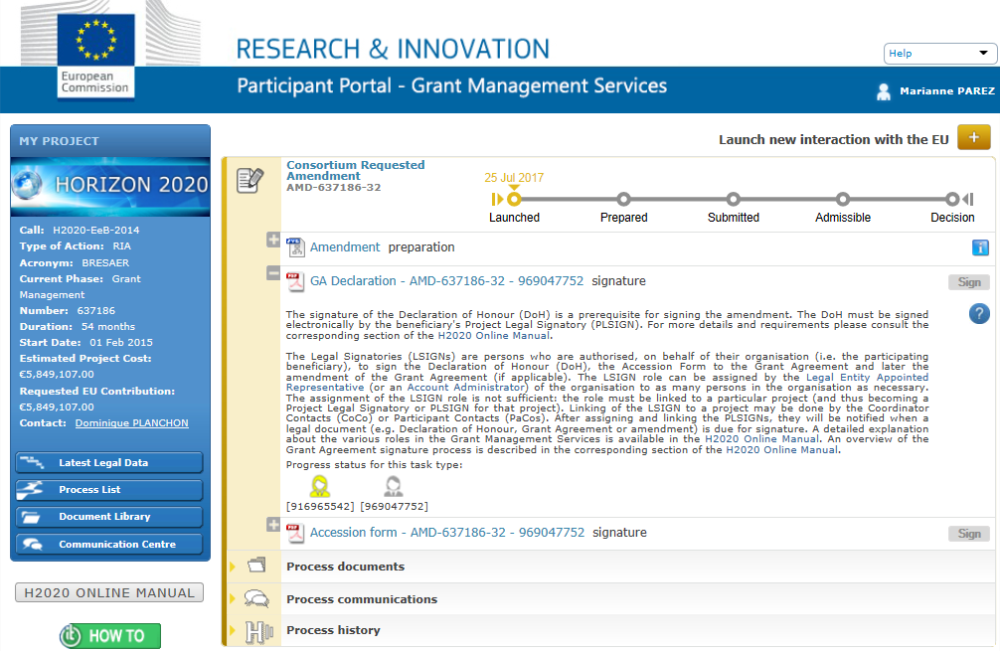 RESEARCH & INNOVATION
Help
European
Commission
Participant Portal - Grant Management Services
Marianne PAREZ
MY PROJECT
HORIZON 2020
Call: H2020-EeB-2014
Type of Action: RIA
Acronym: BRESAER
Current Phase: Grant
Management
Number: 637186
Duration: 54 months
Start Date: 01 Feb 2015
Estimated Project Cost:
€5,849,107.00
Requested EU Contribution:
€5,849,107.00
Contact: Dominique PLANCHON
Latest Legal Data
Process List
Document Library
Communication Centre
H2020 ONLINE MANUAL
HOW TO
Launch new interaction with the EU +
Consortium Requested
Amendment
AMD-637186-32
25 Jul 2017
Launched Prepared Submitted Admissible Decision
Amendment preparation
GA Declaration - AMD-637186-32 - 969047752 signature
Sign
The signature of the Declaration of Honour (DoH) is a prerequisite for signing the amendment. The DoH must be signed
electronically by the beneficiary's Project Legal Signatory (PLSIGN). For more details and requirements please consult the
corresponding section of the H2020 Online Manual.
The Legal Signatories (LSIGNs) are persons who are authorised, on behalf of their organisation (i.e. the participating
beneficiary), to sign the Declaration of Honour (DoH), the Accession Form to the Grant Agreement and later the
amendment of the Grant Agreement (if applicable). The LSIGN role can be assigned by the Legal Entity Appointed
Representative (or an Account Administrator) of the organisation to as many persons in the organisation as necessary.
The assignment of the LSIGN role is not sufficient: the role must be linked to a particular project (and thus becoming a
Project Legal Signatory or PLSIGN for that project). Linking of the LSIGN to a project may be done by the Coordinator
Contacts (CoCo) or Participant Contacts (PaCos). After assigning and linking the PLSIGNs, they will be notified when a
legal document (e.g. Declaration of Honour, Grant Agreement or amendment) is due for signature. A detailed explanation
about the various roles in the Grant Management Services is available in the H2020 Online Manual. An overview of the
Grant Agreement signature process is described in the corresponding section of the H2020 Online Manual.
Progress status for this task type:
[916965542] [969047752]
Accession form - AMD-637186-32 - 969047752 signature
Sign
Process documents
Process communications
Process history